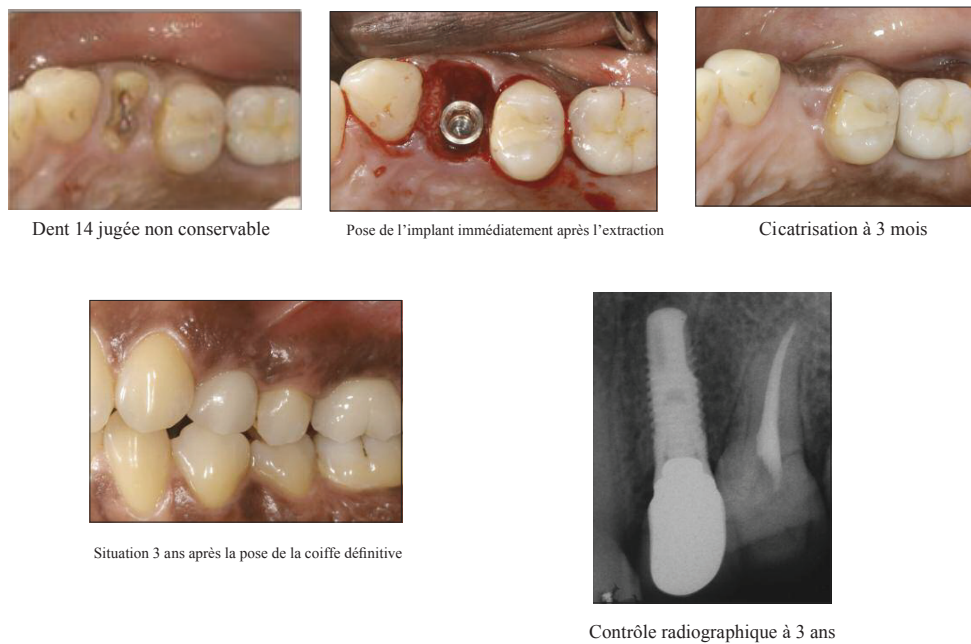 Dent 14 jugée non conservable
Pose de l’implant immédiatement après l’extraction
Cicatrisation à 3 mois
Situation 3 ans après la pose de la coiffe définitive
Contrôle radiographique à 3 ans